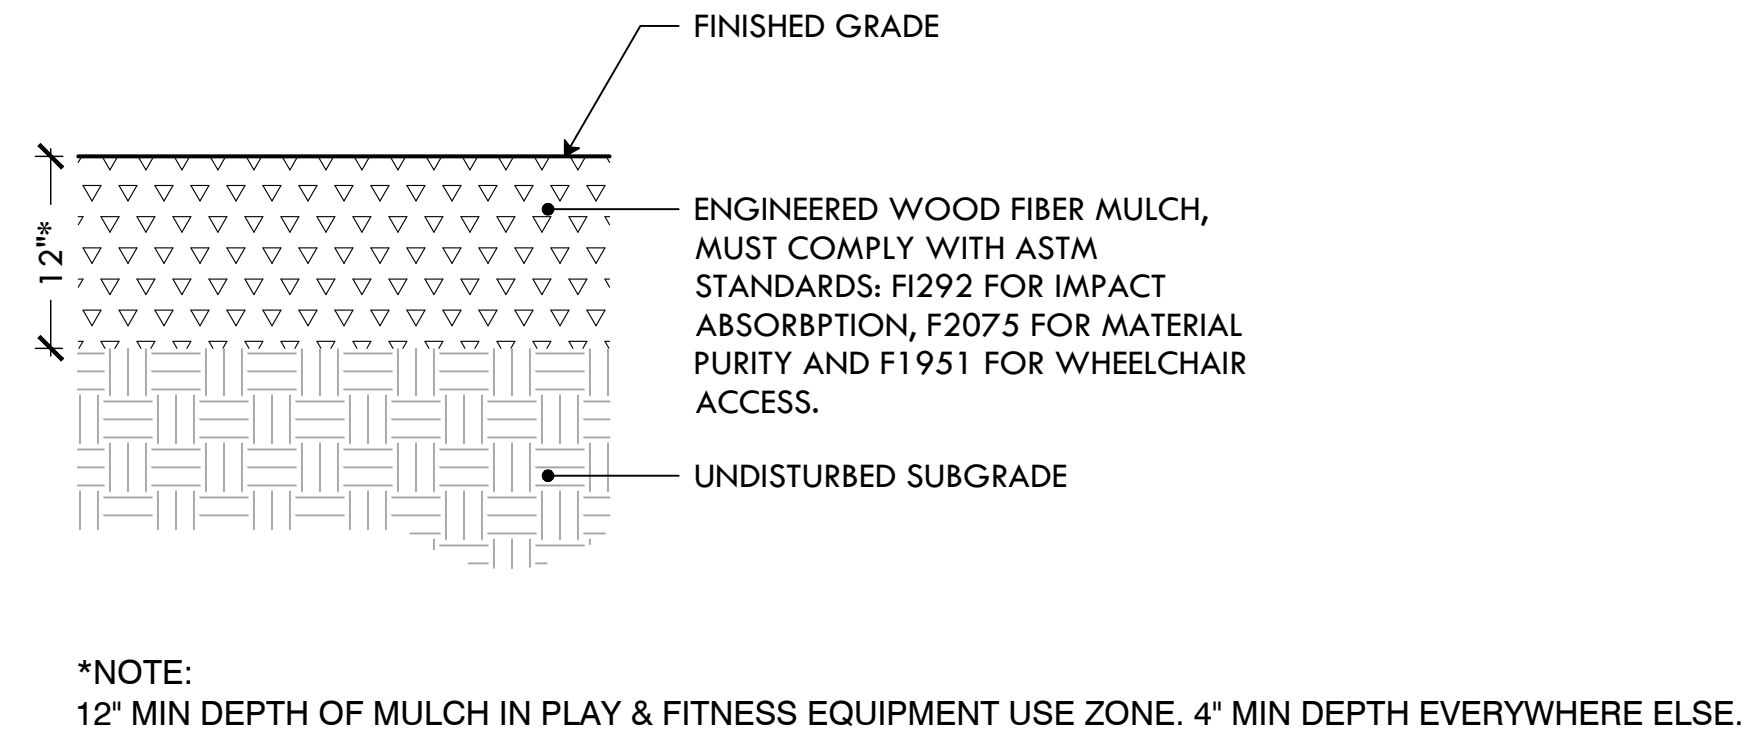 FINISHED GRADE
12"*
ENGINEERED WOOD FIBER MULCH,
MUST COMPLY WITH ASTM
STANDARDS: FI292 FOR IMPACT
ABSORBPTION, F2075 FOR MATERIAL
PURITY AND F1951 FOR WHEELCHAIR
ACCESS.
UNDISTURBED SUBGRADE
*NOTE:
12" MIN DEPTH OF MULCH IN PLAY & FITNESS EQUIPMENT USE ZONE. 4" MIN DEPTH EVERYWHERE ELSE.